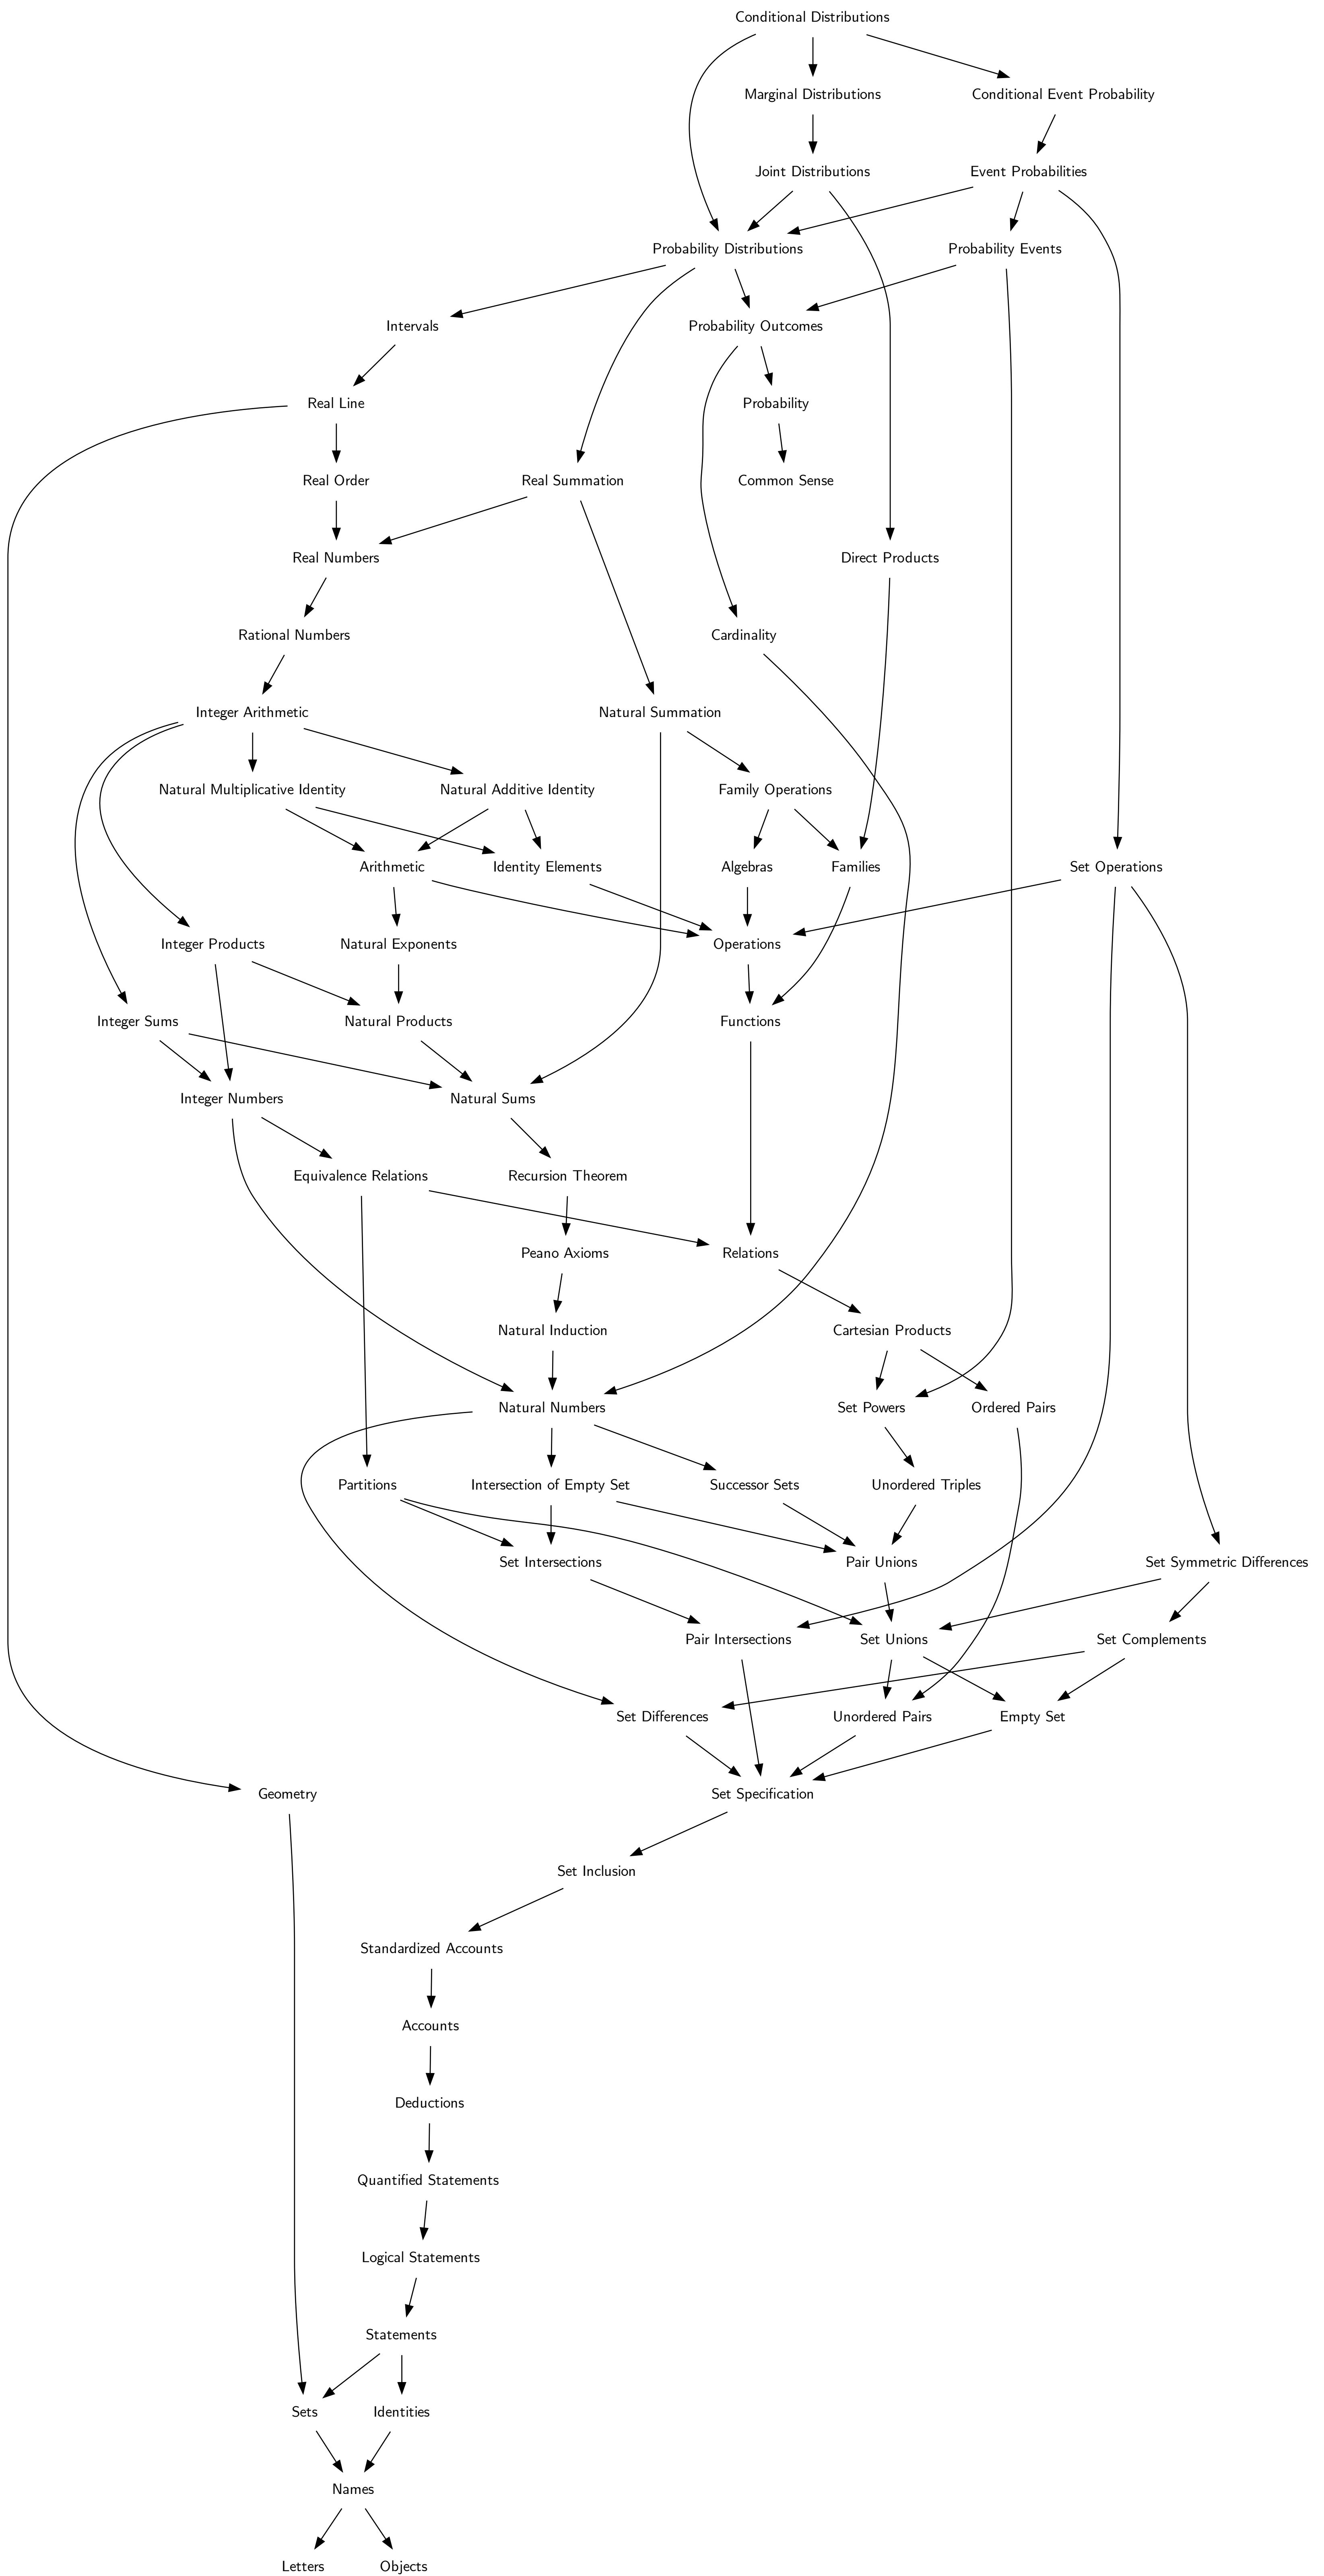 Conditional Distributions
Marginal Distributions
Conditional Event Probability
Joint Distributions
Event Probabilities
Probability Distributions
Probability Events
Intervals
Probability Outcomes
Real Line
Probability
Real Order
Real Summation
Common Sense
Real Numbers
Direct Products
Rational Numbers
Cardinality
Integer Arithmetic
Natural Summation
Natural Multiplicative Identity
Natural Additive Identity
Family Operations
Arithmetic
Identity Elements
Algebras
Families
Set Operations
Integer Products
Natural Exponents
Operations
Integer Sums
Natural Products
Functions
Integer Numbers
Natural Sums
Equivalence Relations
Recursion Theorem
Peano Axioms
Relations
Natural Induction
Cartesian Products
Natural Numbers
Set Powers
Ordered Pairs
Partitions
Intersection of Empty Set
Successor Sets
Unordered Triples
Set Intersections
Pair Unions
Set Symmetric Differences
Pair Intersections
Set Unions
Set Complements
Set Differences
Unordered Pairs
Empty Set
Geometry
Set Specification
Set Inclusion
Standardized Accounts
Accounts
Deductions
Quantified Statements
Logical Statements
Statements
Sets
Identities
Names
Letters
Objects